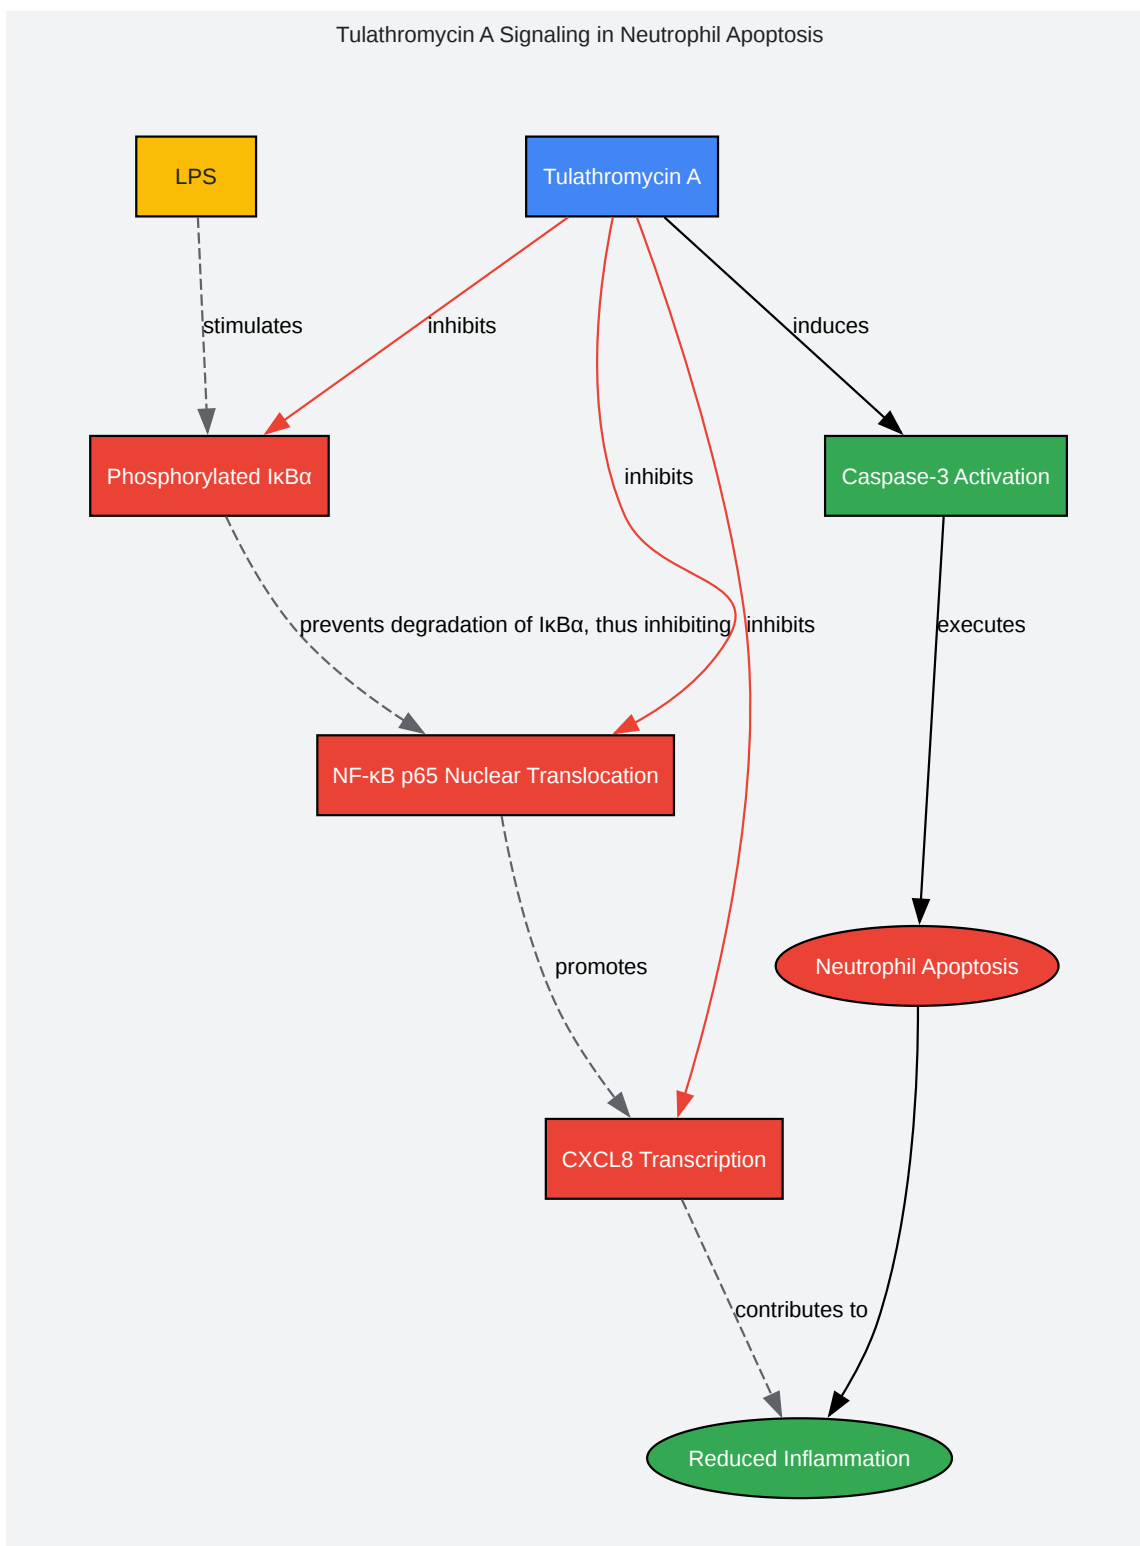 Tulathromycin A Signaling in Neutrophil Apoptosis
LPS
Tulathromycin A
stimulates
inhibits
induces
Phosphorylated IκBα
inhibits
Caspase-3 Activation
prevents degradation of IκBα, thus inhibiting
inhibits
executes
NF-κB p65 Nuclear Translocation
promotes
Neutrophil Apoptosis
CXCL8 Transcription
contributes to
Reduced Inflammation